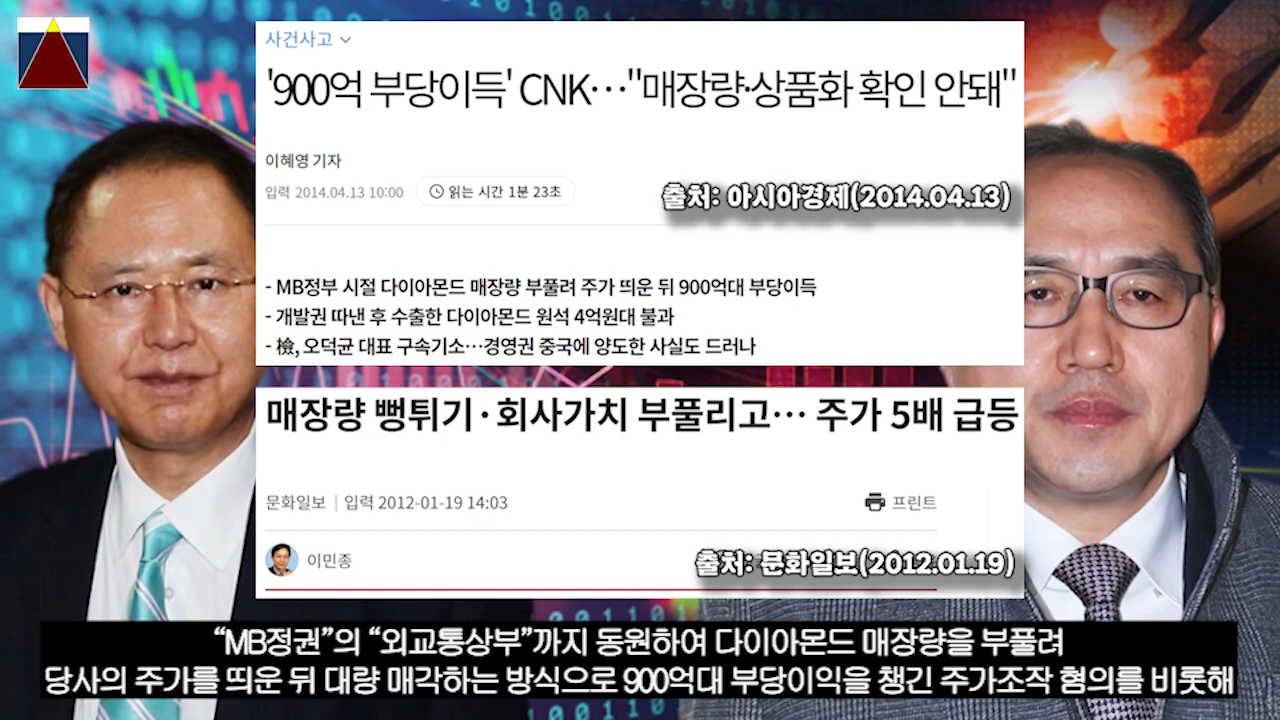 사건사고
'900억 부당이득' CNK…"매장량·상품화 확인 안돼"
이혜영 기자
입력 2014.04.13 10:00 읽는 시간 1분 23초
출처: 아시아경제(2014.04.13)
- MB정부 시절 다이아몬드 매장량 부풀려 주가 띄운 뒤 900억대 부당이득
- 개발권 따낸 후 수출한 다이아몬드 원석 4억원대 불과
- 檢, 오덕균 대표 구속기소…경영권 중국에 양도한 사실도 드러나
매장량 뻥튀기·회사가치 부풀리고… 주가 5배 급등
문화일보 | 입력 2012-01-19 14:03 프린트
이민종
출처: 문화일보(2012.01.19)
“MB정권”의 “외교통상부”까지 동원하여 다이아몬드 매장량을 부풀려
당사의 주가를 띄운 뒤 대량 매각하는 방식으로 900억대 부당이익을 챙긴 주가조작 혐의를 비롯해